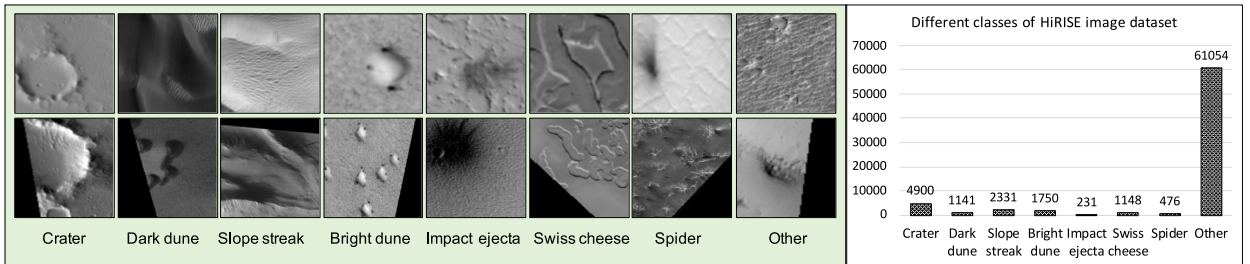 Crater Dark dune Slope streak Bright dune Impact ejecta Swiss cheese Spider Other
Different classes of HiRISE image dataset
70000
60000
50000
40000
30000
20000
10000
0
4900 1141 2331 1750 231 1148 476 61054
Crater Dark Slope Bright Impact Swiss Spider Other
dune streak dune ejecta cheese